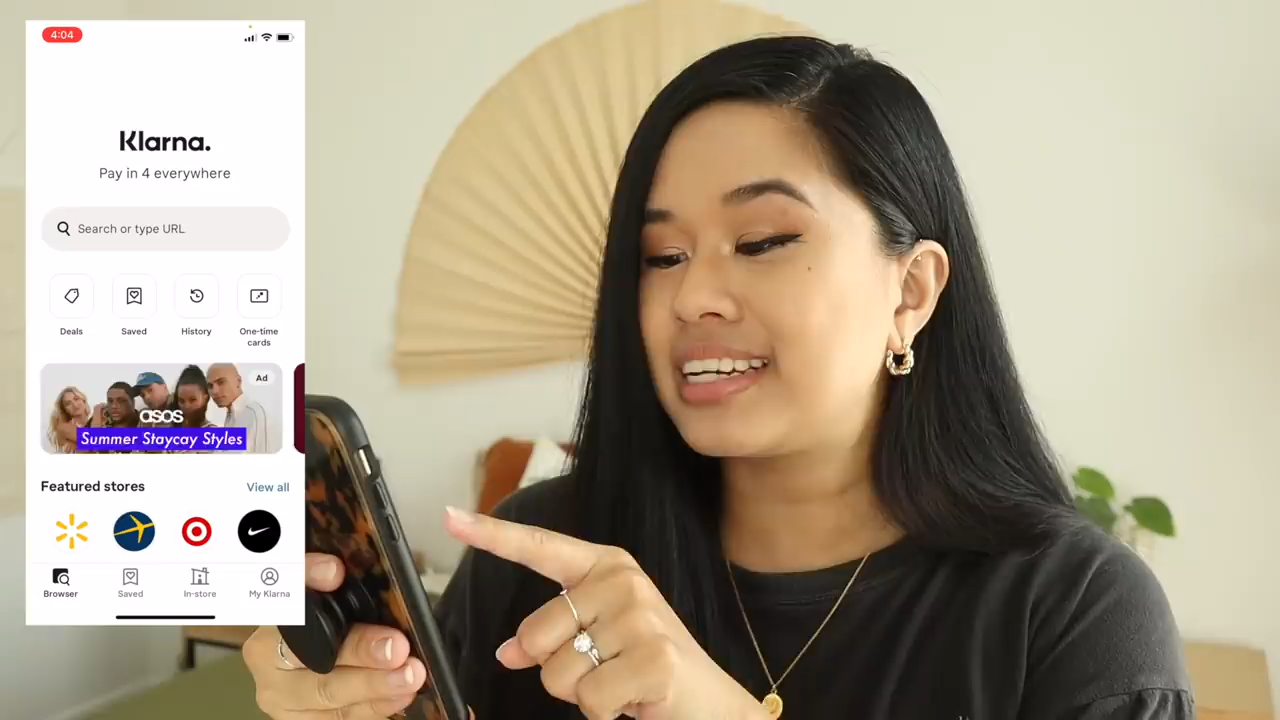 4:04
Klarna.
Pay in 4 everywhere
Search or type URL
Deals
Saved
History
One-time
cards
Ad
asos
Summer Staycay Styles
Featured stores
View all
Browser
Saved
In-store
My Klarna